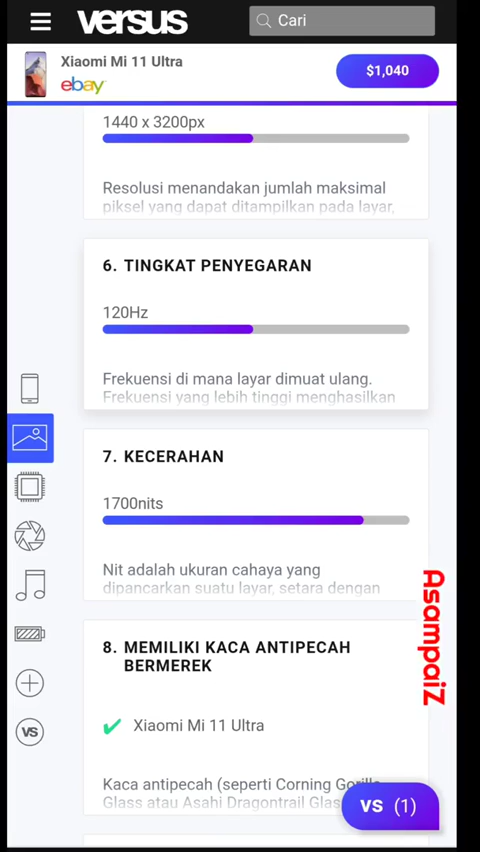 versus
Cari
Xiaomi Mi 11 Ultra
ebay
$1,040
1440 x 3200px
Resolusi menandakan jumlah maksimal
piksel yang dapat ditampilkan pada layar,
6. TINGKAT PENYEGARAN
120Hz
Frekuensi di mana layar dimuat ulang.
Frekuensi yang lebih tinggi menghasilkan
7. KECERAHAN
1700nits
Nit adalah ukuran cahaya yang
dipancarkan suatu layar, setara dengan
AsampaiZ
8. MEMILIKI KACA ANTIPECAH
BERMEREK
VS
Xiaomi Mi 11 Ultra
Kaca antipecah (seperti Corning Gorilla
Glass atau Asahi Dragontrail Glas
VS (1)